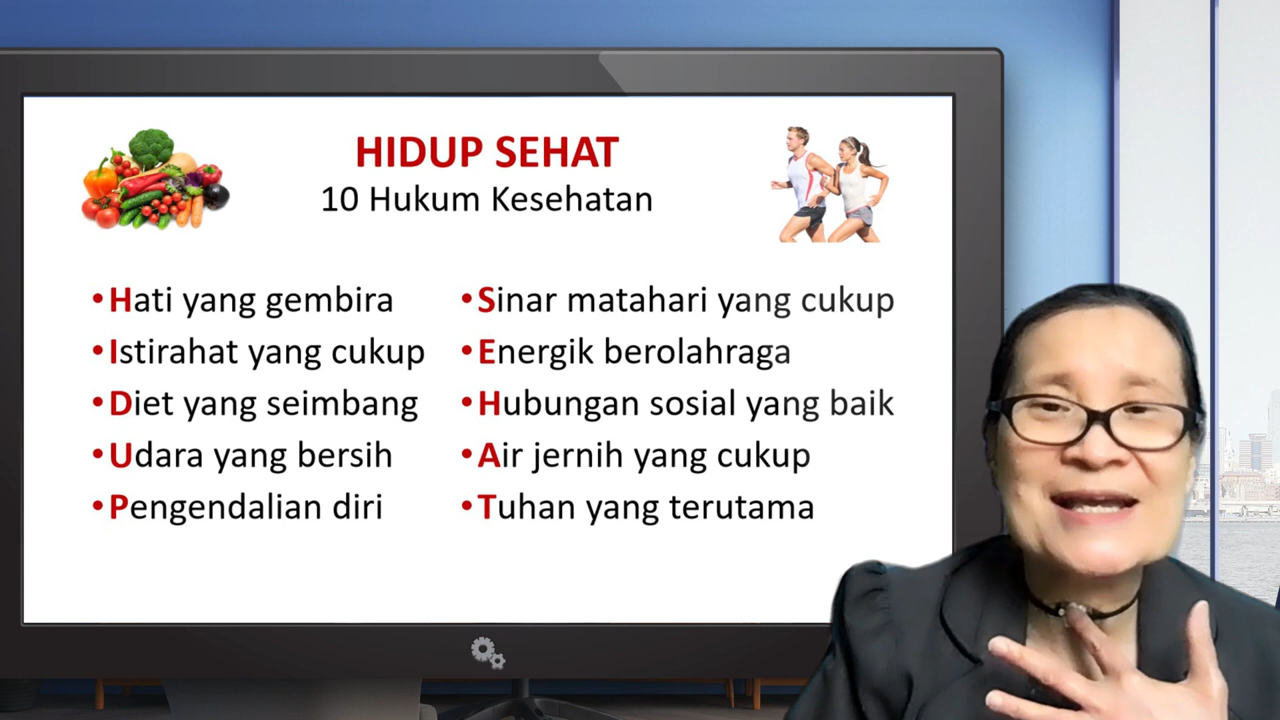 HIDUP SEHAT
10 Hukum Kesehatan
•Hati yang gembira
•Istirahat yang cukup
•Diet yang seimbang
•Udara yang bersih
•Pengendalian diri
•Sinar matahari yang cukup
•Energik berolahraga
•Hubungan sosial yang baik
•Air jernih yang cukup
•Tuhan yang terutama